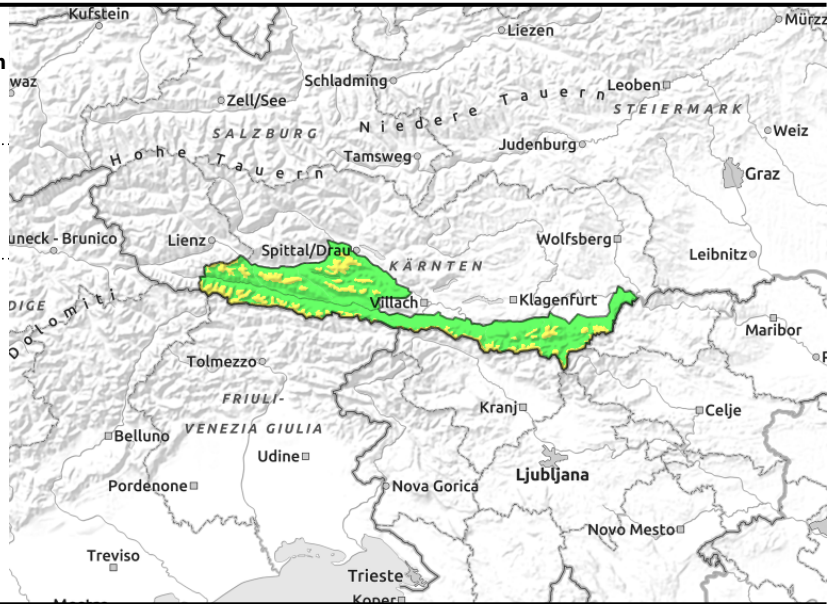 Kufstein
Mürzz
Liezen
waz
Schladming
Leoben
Zell/See
Niedere Tauern
STEIERMARK
SALZBURG
Weiz
Judenburg
Hohe Tauern
Tamsweg
Graz
uneck - Brunico
Lienz
Spittal/Drau
Wolfsberg
KÄRNTEN
Leibnitz
DIGE
Villach
Klagenfurt
Dolomiti
Maribor
Tolmezzo
P
FRIULI-
VENEZIA GIULIA
Kranj
Celje
Belluno
Udine
Ljubljana
Pordenone
Nova Gorica
Novo Mesto
Treviso
Trieste
Koper